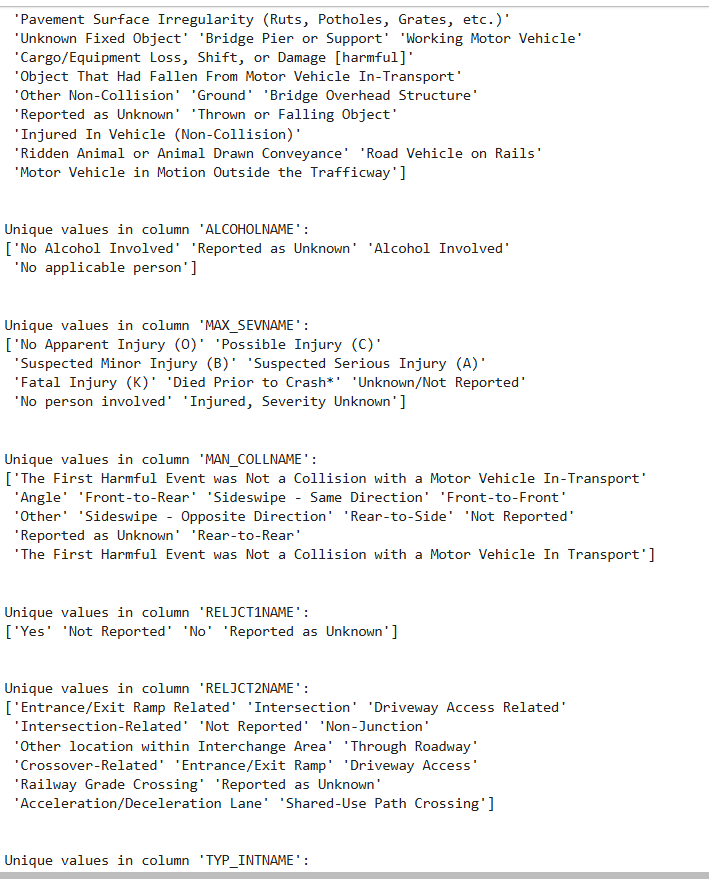 'Pavement Surface Irregularity (Ruts, Potholes, Grates, etc.)'
'Unknown Fixed Object' 'Bridge Pier or Support' 'Working Motor Vehicle'
'Cargo/Equipment Loss, Shift, or Damage [harmful]'
'Object That Had Fallen From Motor Vehicle In-Transport'
'Other Non-Collision' 'Ground' 'Bridge Overhead Structure'
'Reported as Unknown' 'Thrown or Falling Object'
'Injured In Vehicle (Non-Collision)'
'Ridden Animal or Animal Drawn Conveyance' 'Road Vehicle on Rails'
'Motor Vehicle in Motion Outside the Trafficway']
Unique values in column 'ALCOHOLNAME':
['No Alcohol Involved' 'Reported as Unknown' 'Alcohol Involved'
'No applicable person']
Unique values in column 'MAX_SEVNAME':
['No Apparent Injury (O)' 'Possible Injury (C)'
'Suspected Minor Injury (B)' 'Suspected Serious Injury (A)'
'Fatal Injury (K)' 'Died Prior to Crash*' 'Unknown/Not Reported'
'No person involved' 'Injured, Severity Unknown']
Unique values in column 'MAN_COLLNAME':
['The First Harmful Event was Not a Collision with a Motor Vehicle In-Transport'
'Angle' 'Front-to-Rear' 'Sideswipe - Same Direction' 'Front-to-Front'
'Other' 'Sideswipe - Opposite Direction' 'Rear-to-Side' 'Not Reported'
'Reported as Unknown' 'Rear-to-Rear'
'The First Harmful Event was Not a Collision with a Motor Vehicle In Transport']
Unique values in column 'RELJCT1NAME':
['Yes' 'Not Reported' 'No' 'Reported as Unknown']
Unique values in column 'RELJCT2NAME':
['Entrance/Exit Ramp Related' 'Intersection' 'Driveway Access Related'
'Intersection-Related' 'Not Reported' 'Non-Junction'
'Other location within Interchange Area' 'Through Roadway'
'Crossover-Related' 'Entrance/Exit Ramp' 'Driveway Access'
'Railway Grade Crossing' 'Reported as Unknown'
'Acceleration/Deceleration Lane' 'Shared-Use Path Crossing']
Unique values in column 'TYP_INTNAME':